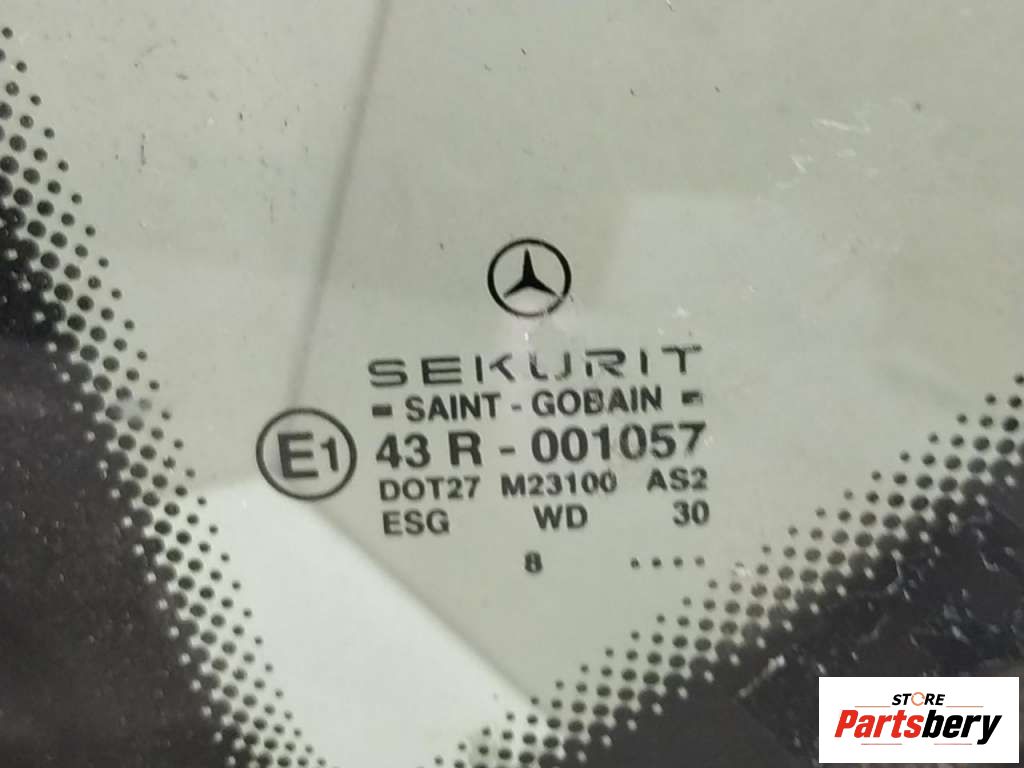 SEKURIT
SAINT - GOBAIN
E1
43 R - 001057
DOT27 M23100 AS2
ESG WD 30
8 ....
STORE
Partsbery